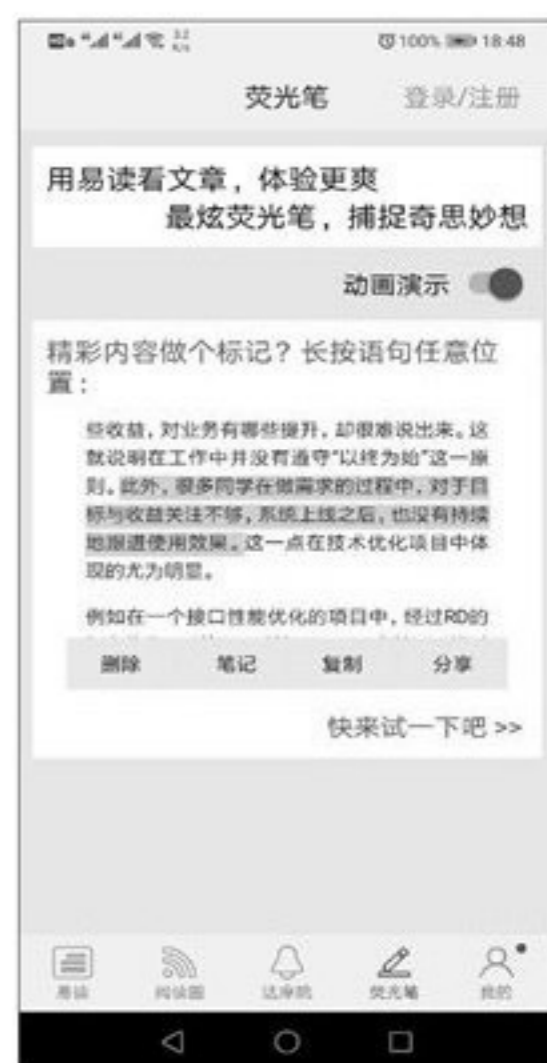 100% 18:48
荧光笔
登录/注册
用易读看文章，体验更爽
最炫荧光笔，捕捉奇思妙想
动画演示
精彩内容做个标记？长按语句任意位
置：
些收益，对业务有哪些提升，却很难说出来。这
就说明在工作中并没有遵守“以终为始”这一原
则。此外，很多同学在做需求的过程中，对于目
标与收益关注不够，系统上线之后，也没有持续
地跟进使用效果。这一点在技术优化项目中体
现的尤为明显。
例如在一个接口性能优化的项目中，经过RD的
删除 笔记 复制 分享
快来试一下吧 >>
易读 阅读圈 荧光笔 我的